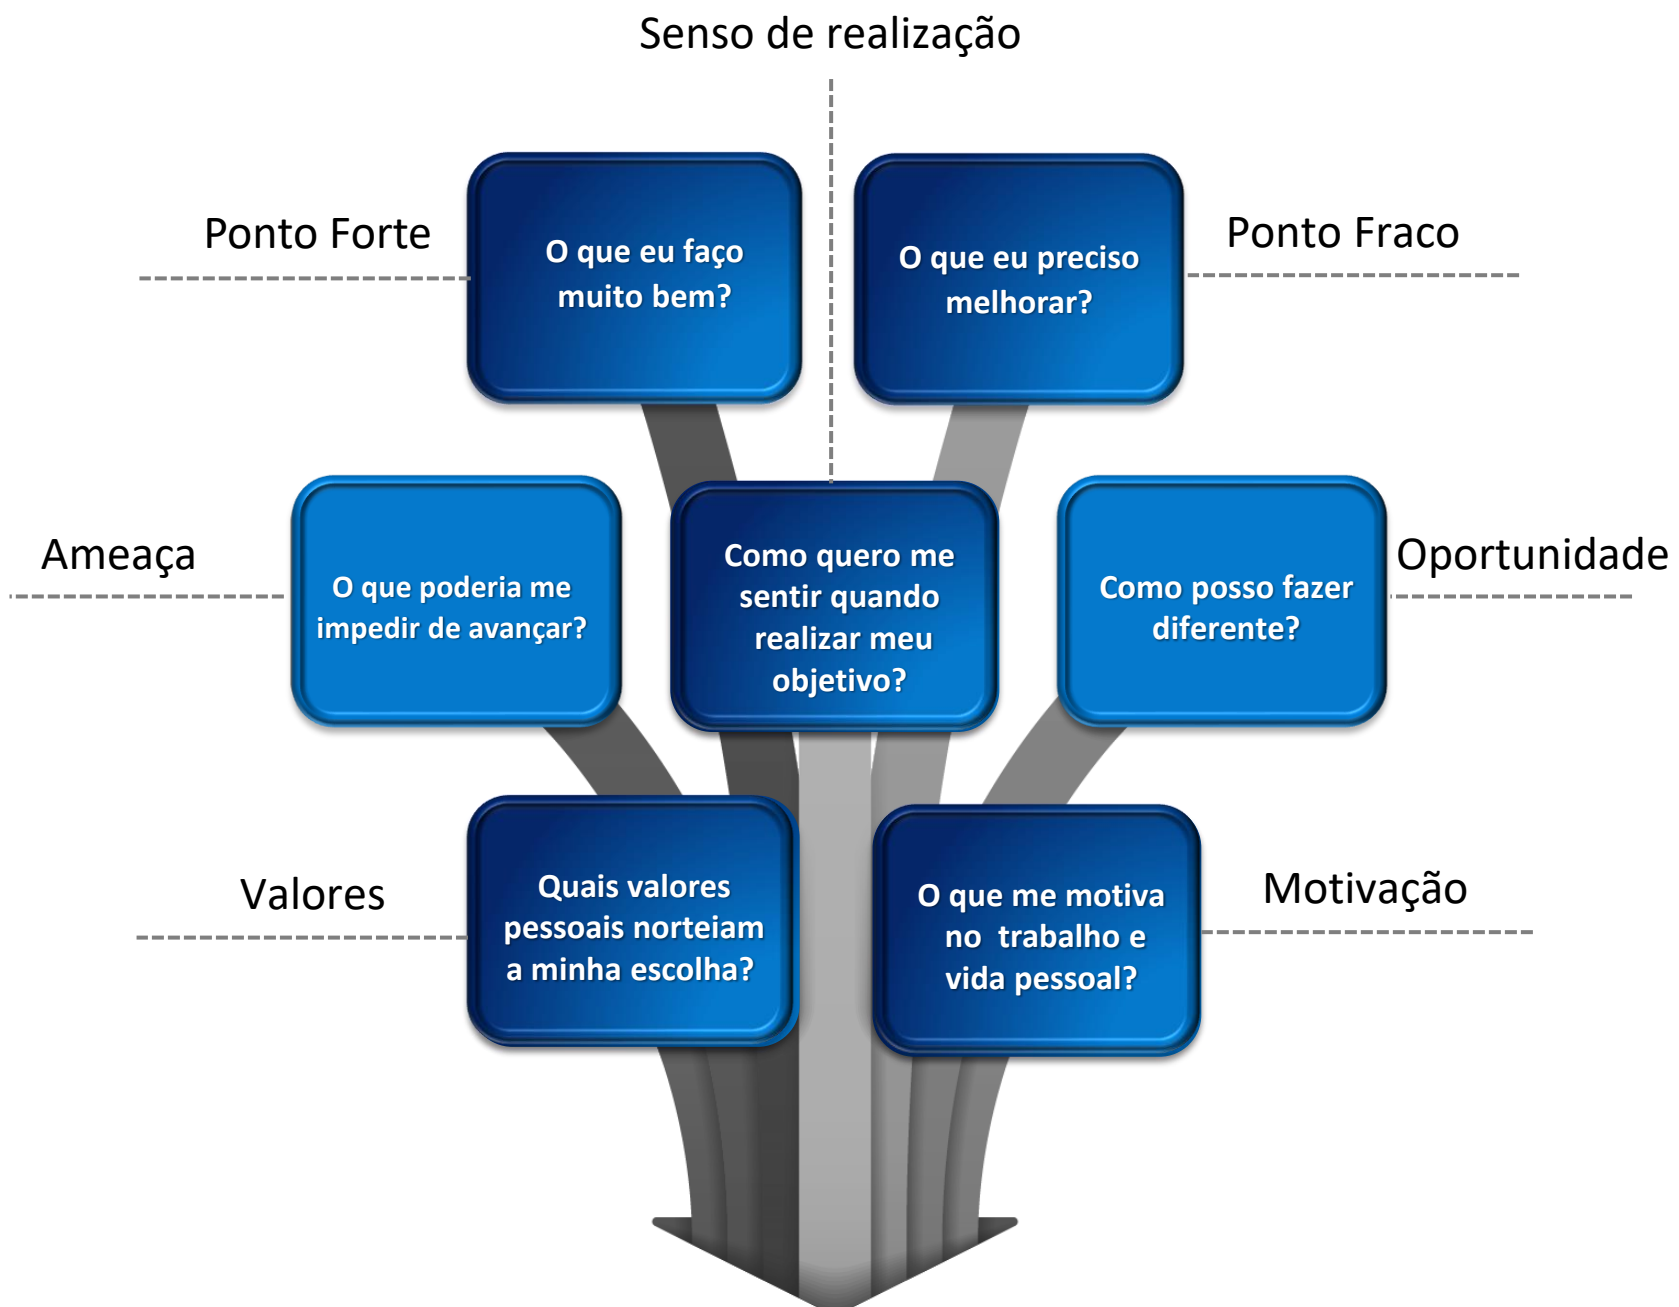 Senso de realização
Ponto Forte
O que eu faço
muito bem?
O que eu preciso
melhorar?
Ponto Fraco
Ameaça
O que poderia me
impedir de avançar?
Como quero me
sentir quando
realizar meu
objetivo?
Como posso fazer
diferente?
Oportunidade
Valores
Quais valores
pessoais norteiam
a minha escolha?
O que me motiva
no trabalho e
vida pessoal?
Motivação